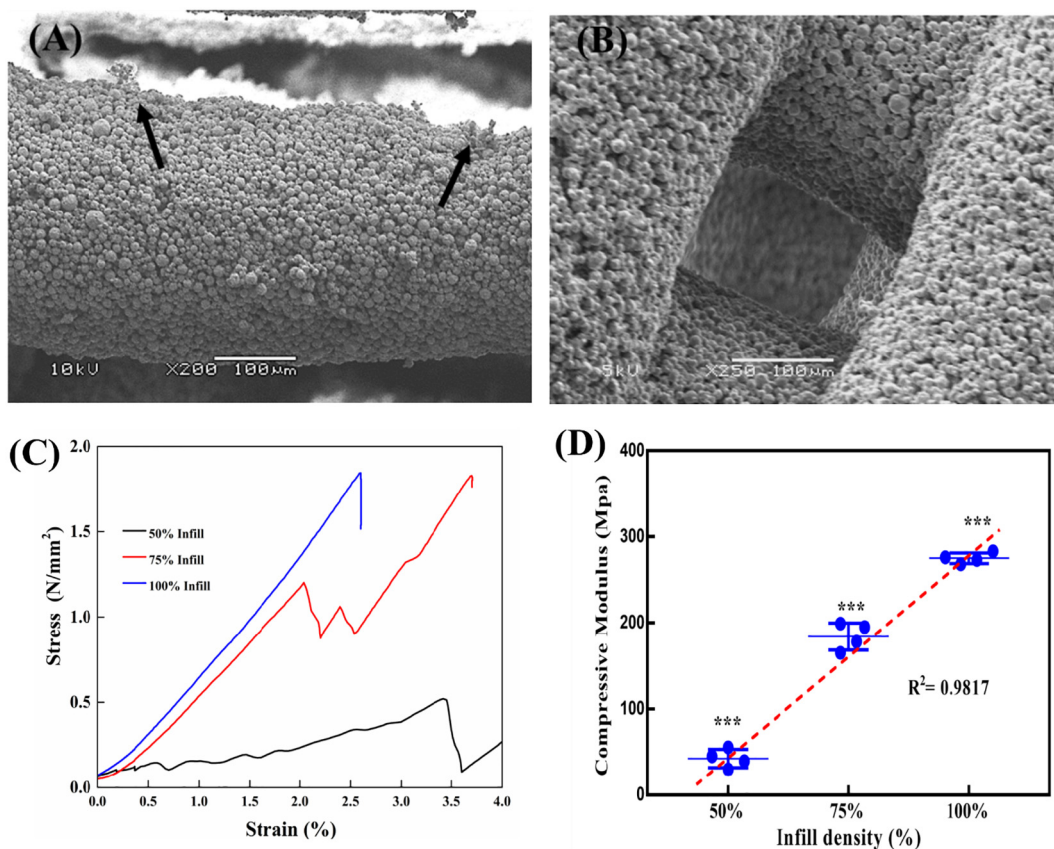 (A)
10kV X200 100μm
(B)
5kV X250 100μm
(C)
2.0
1.5
1.0
0.5
0.0
Stress (N/mm²)
50% Infill
75% Infill
100% Infill
0.0 0.5 1.0 1.5 2.0 2.5 3.0 3.5 4.0
Strain (%)
(D)
400
300
200
100
0
Compressive Modulus (Mpa)
***
***
***
R²= 0.9817
50% 75% 100%
Infill density (%)